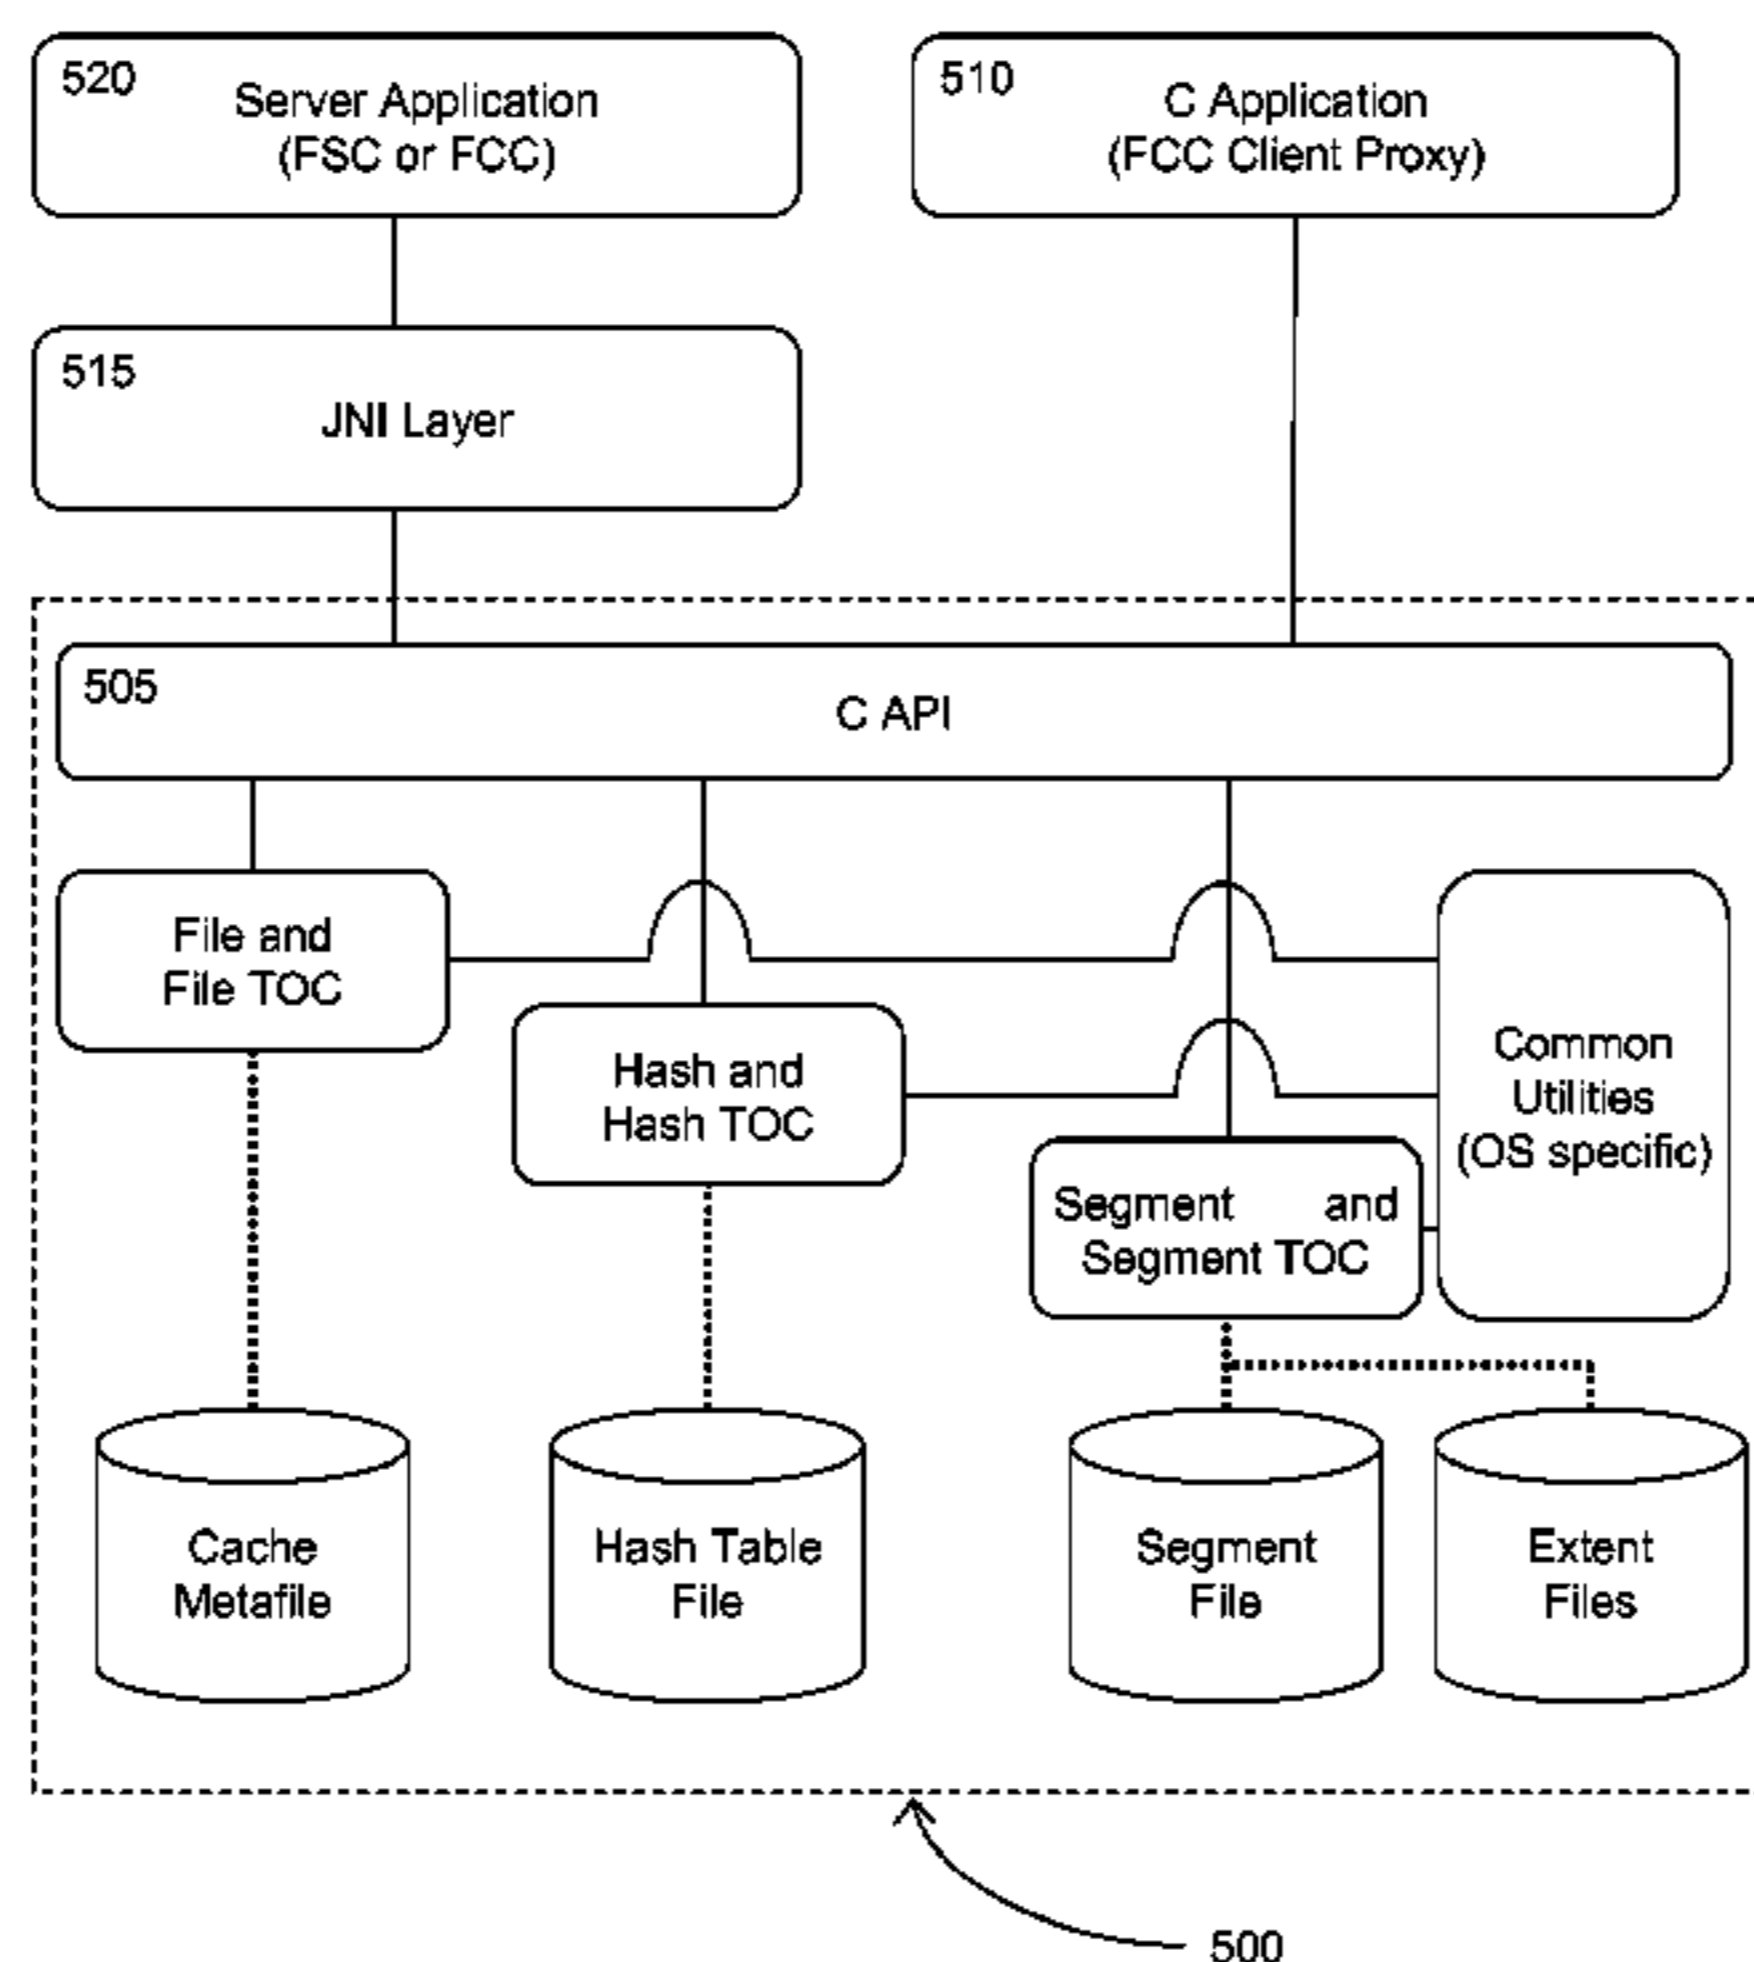 520
Server Application
(FSC or FCC)
510
C Application
(FCC Client Proxy)
515
JNI Layer
505
C API
File and
File TOC
Hash and
Hash TOC
Segment and
Segment TOC
Common
Utilities
(OS specific)
Cache
Metafile
Hash Table
File
Segment
File
Extent
Files
500